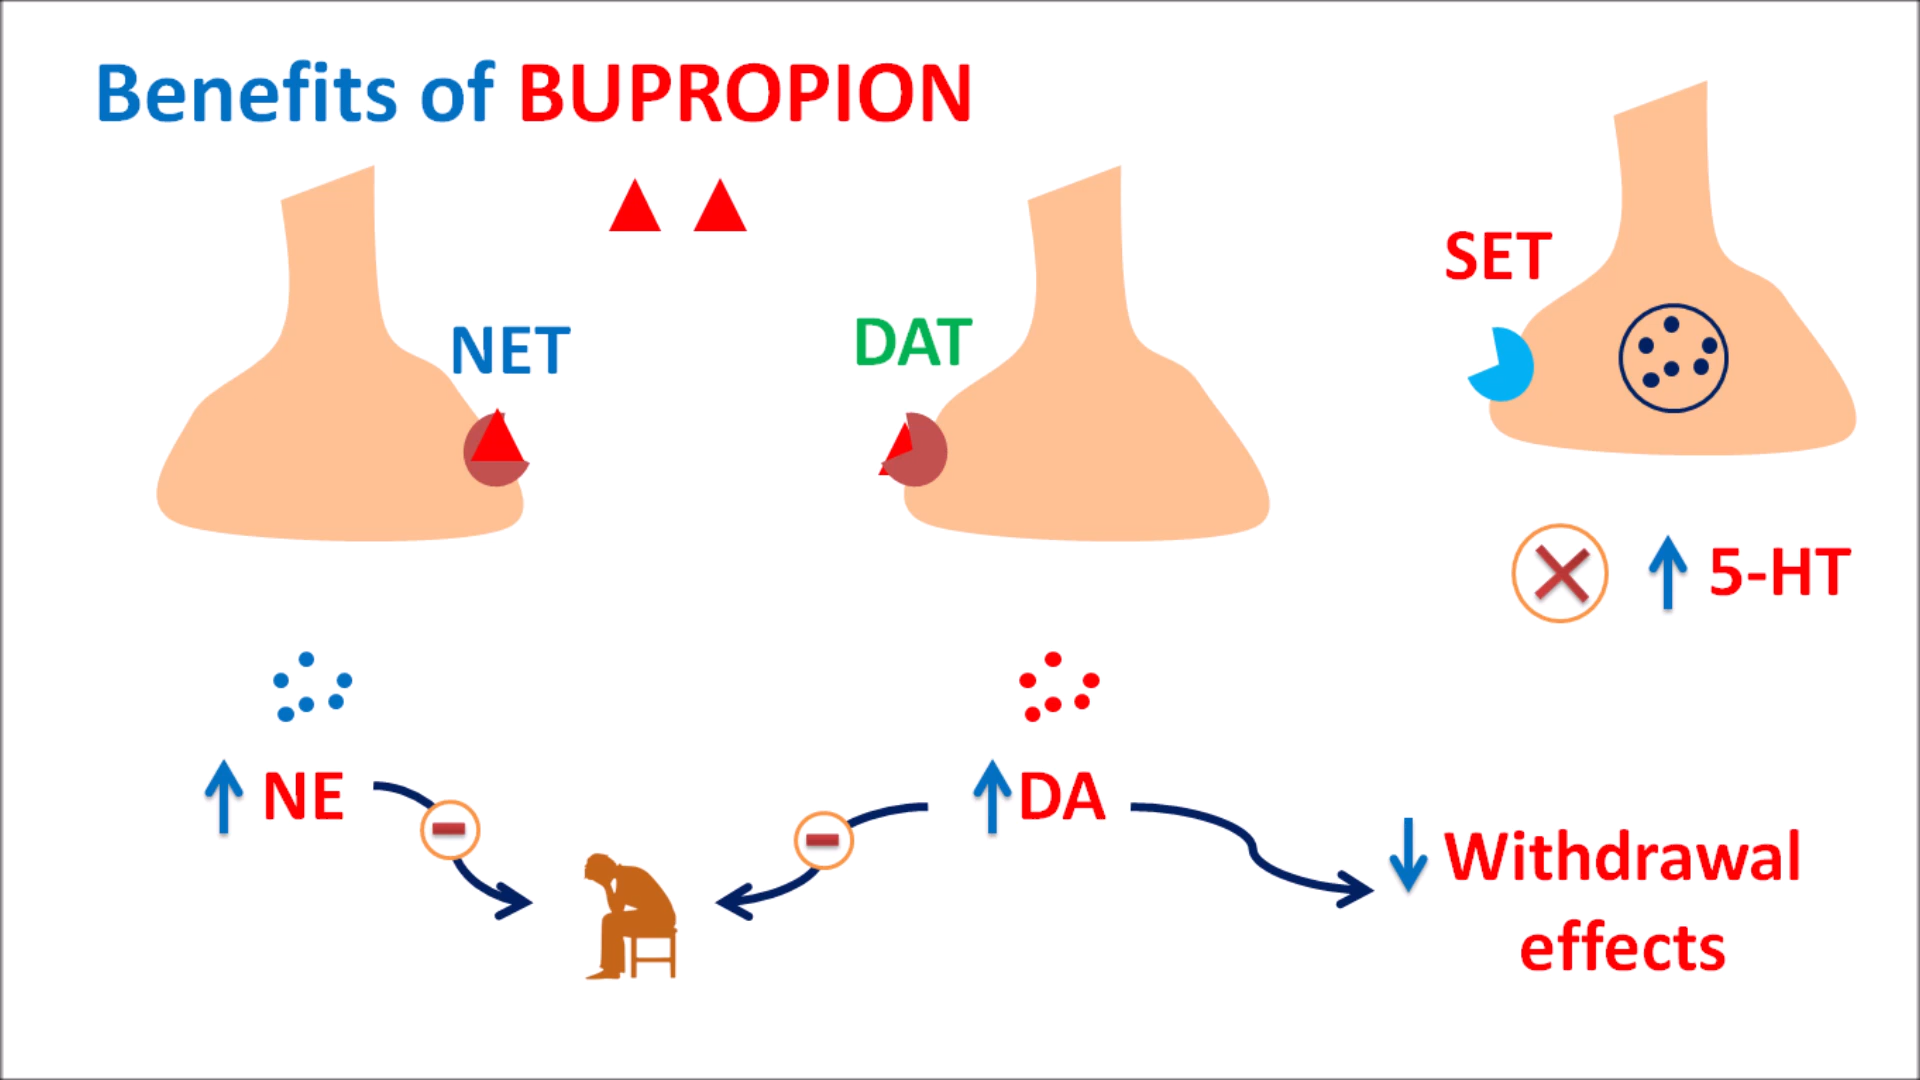 Benefits of BUPROPION
SET
NET
DAT
5-HT
NE
DA
Withdrawal
effects